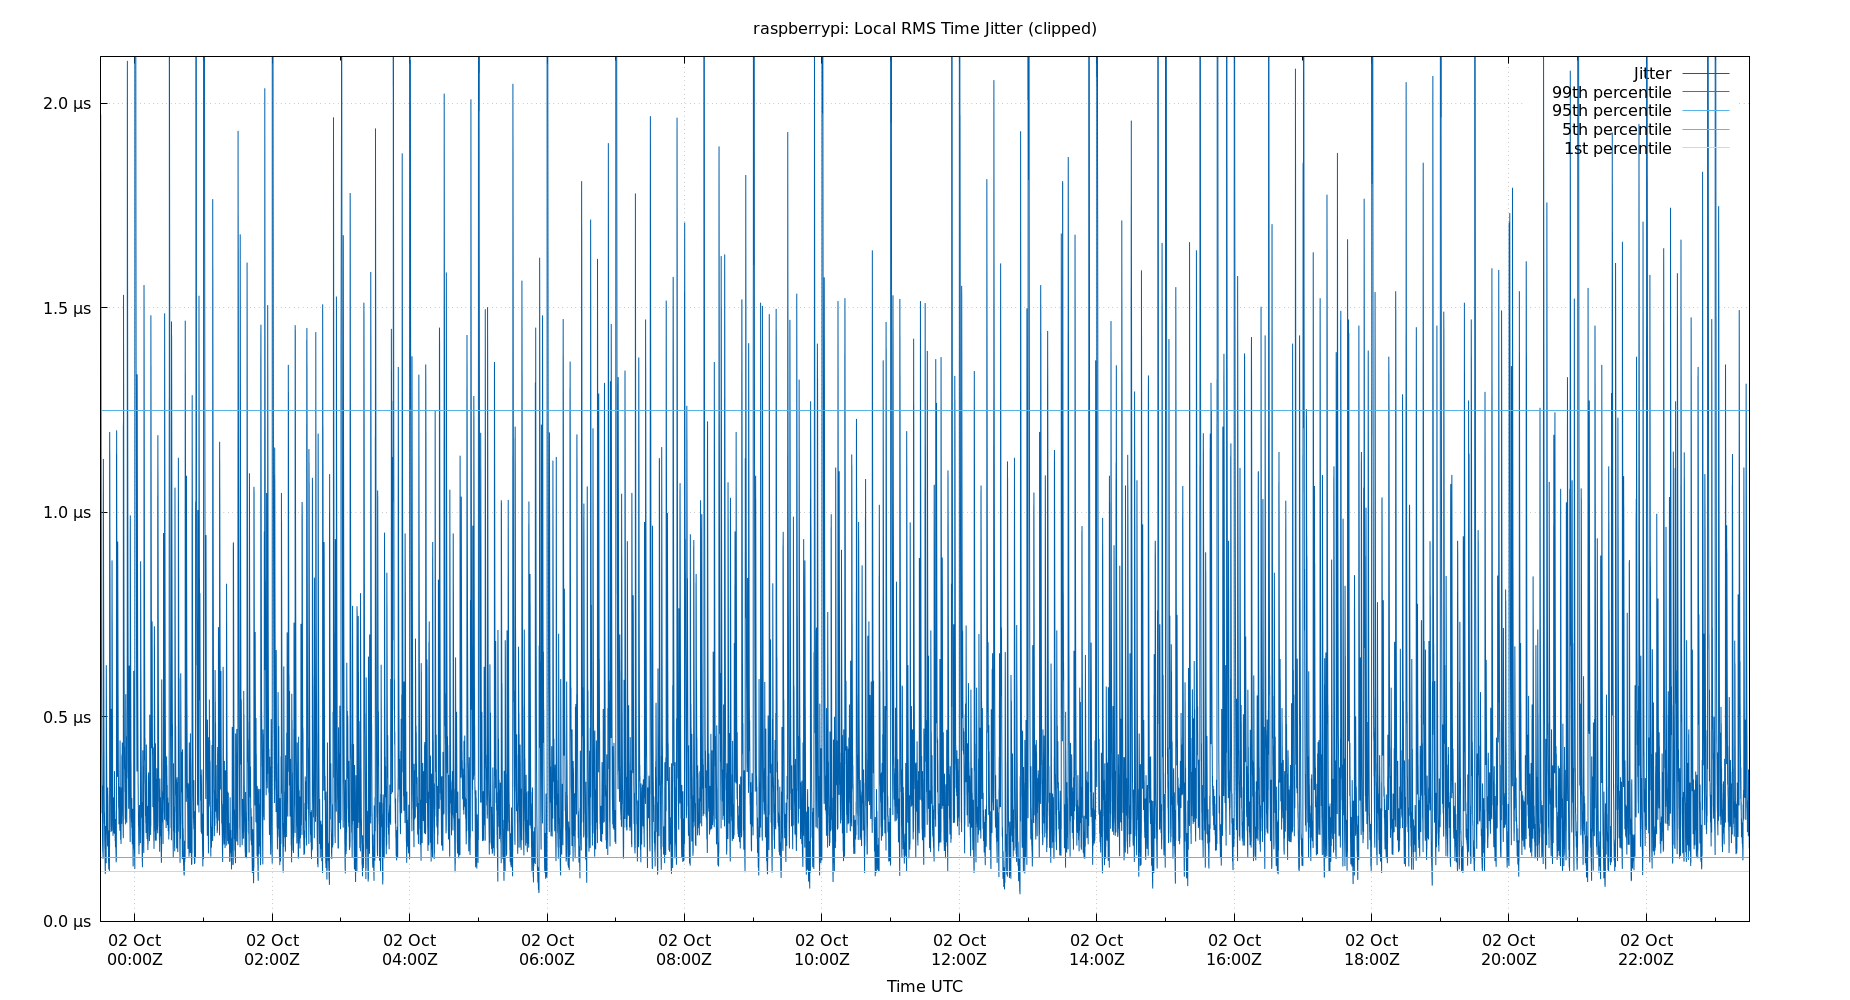 raspberrypi: Local RMS Time Jitter (clipped)
Jitter
99th percentile
95th percentile
5th percentile
1st percentile
2.0 µs
1.5 µs
1.0 µs
0.5 µs
0.0 µs
02 Oct 02 Oct 02 Oct 02 Oct 02 Oct 02 Oct 02 Oct 02 Oct 02 Oct 02 Oct 02 Oct 02 Oct
00:00Z 02:00Z 04:00Z 06:00Z 08:00Z 10:00Z 12:00Z 14:00Z 16:00Z 18:00Z 20:00Z 22:00Z
Time UTC